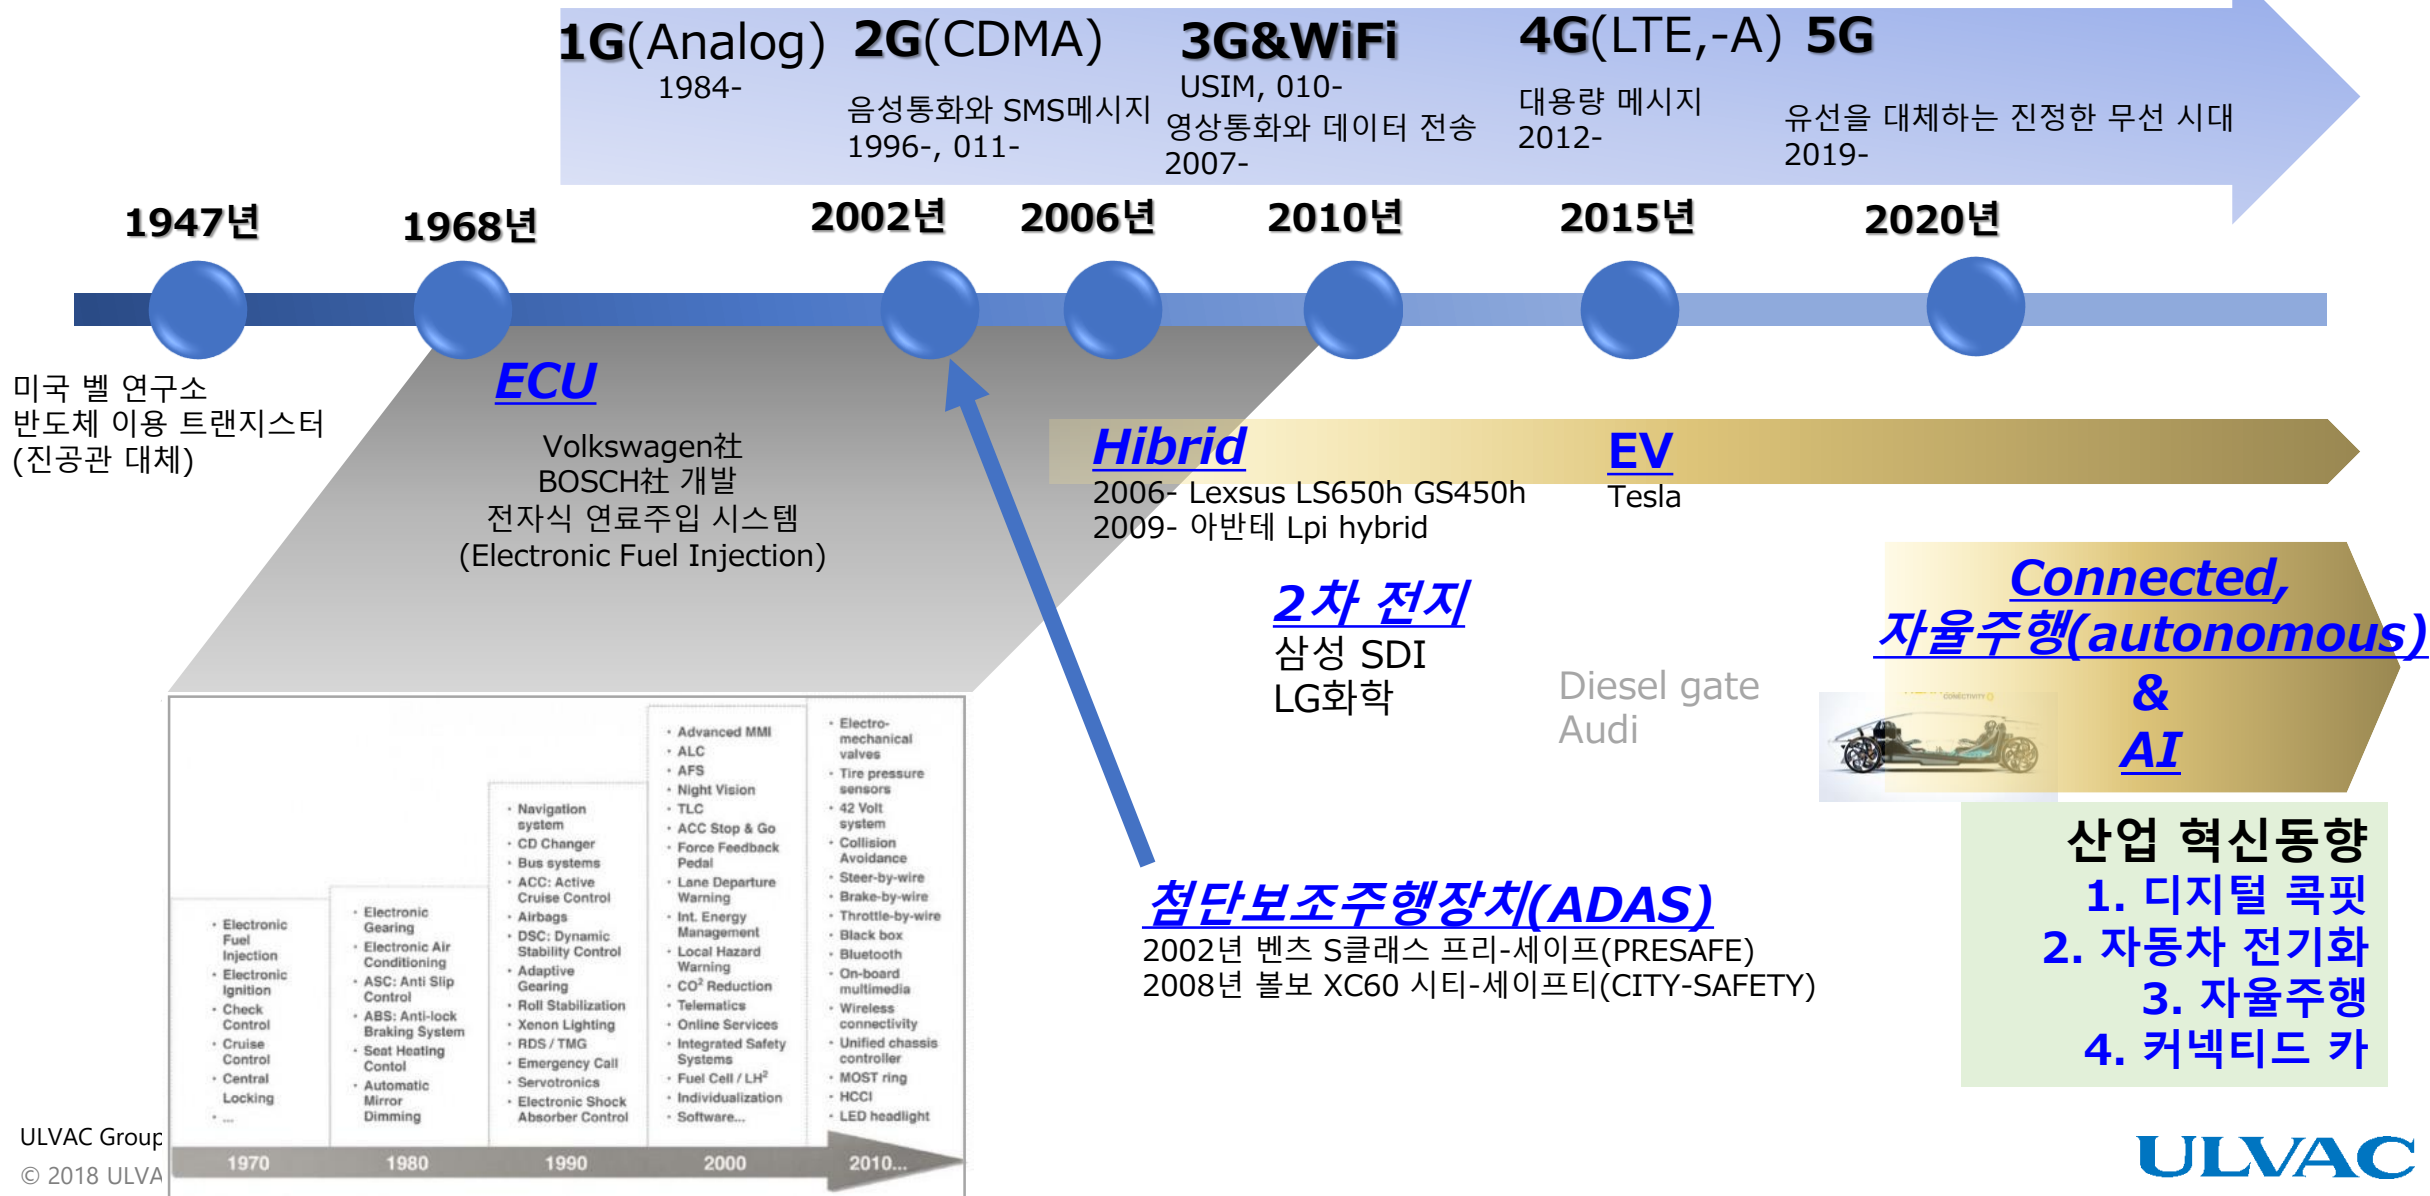 1G(Analog)
1984-
2G(CDMA)
음성통화와 SMS메시지
1996-, 011-
3G&WiFi
USIM, 010-
영상통화와 데이터 전송
2007-
4G(LTE,-A)
대용량 메시지
2012-
5G
유선을 대체하는 진정한 무선 시대
2019-
1947년
1968년
2002년
2006년
2010년
2015년
2020년
미국 벨 연구소
반도체 이용 트랜지스터
(진공관 대체)
ECU
Volkswagen社
BOSCH社 개발
전자식 연료주입 시스템
(Electronic Fuel Injection)
Hibrid
2006- Lexsus LS650h GS450h
2009- 아반테 Lpi hybrid
EV
Tesla
2차 전지
삼성 SDI
LG화학
Diesel gate
Audi
Connected,
자율주행(autonomous)
&
AI
CONECTIVITY
첨단보조주행장치(ADAS)
2002년 벤츠 S클래스 프리-세이프(PRESAFE)
2008년 볼보 XC60 시티-세이프티(CITY-SAFETY)
산업 혁신동향
1. 디지털 콕핏
2. 자동차 전기화
3. 자율주행
4. 커넥티드 카
· Electronic
Fuel
Injection
· Electronic
Ignition
· Check
Control
· Cruise
Control
· Central
Locking
· ...
1970
· Electronic
Gearing
· Electronic Air
Conditioning
· ASC: Anti Slip
Control
· ABS: Anti-lock
Braking System
· Seat Heating
Contol
· Automatic
Mirror
Dimming
1980
· Navigation
system
· CD Changer
· Bus systems
· ACC: Active
Cruise Control
· Airbags
· DSC: Dynamic
Stability Control
· Adaptive
Gearing
· Roll Stabilization
· Xenon Lighting
· RDS / TMG
· Emergency Call
· Servotronics
· Electronic Shock
Absorber Control
1990
· Advanced MMI
· ALC
· AFS
· Night Vision
· TLC
· ACC Stop & Go
· Force Feedback
Pedal
· Lane Departure
Warning
· Int. Energy
Management
· Local Hazard
Warning
· CO² Reduction
· Telematics
· Online Services
· Integrated Safety
Systems
· Fuel Cell / LH²
· Individualization
· Software...
2000
· Electro-
mechanical
valves
· Tire pressure
sensors
· 42 Volt
system
· Collision
Avoidance
· Steer-by-wire
· Brake-by-wire
· Throttle-by-wire
· Black box
· Bluetooth
· On-board
multimedia
· Wireless
connectivity
· Unified chassis
controller
· MOST ring
· HCCI
· LED headlight
2010...
ULVAC Group
© 2018 ULVA
ULVAC